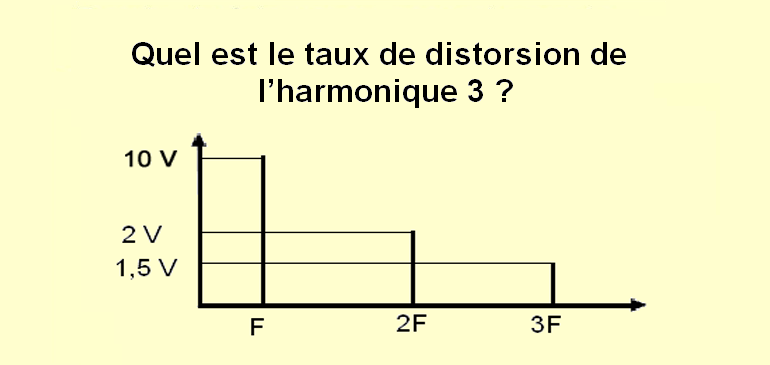 Quel est le taux de distorsion de
l'harmonique 3 ?
10 V
2 V
1,5 V
F
2F
3F